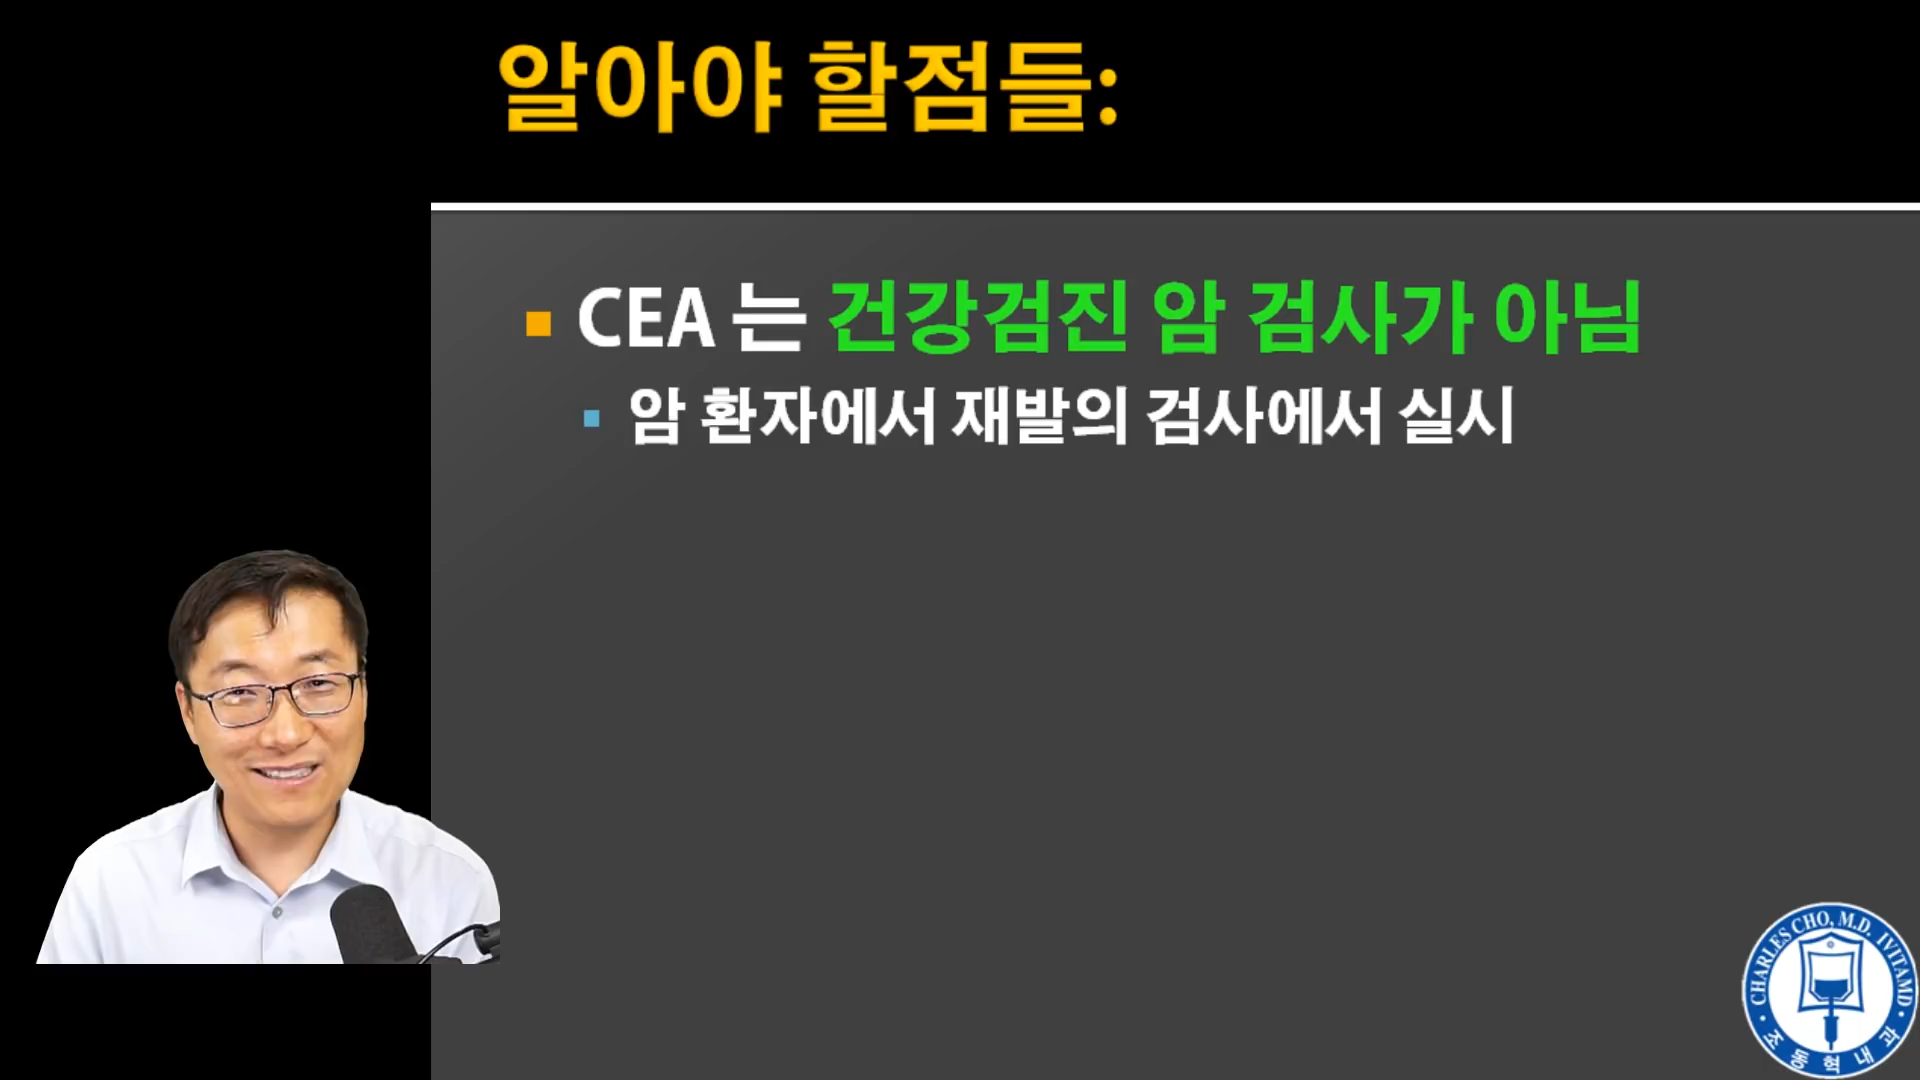 알아야 할점들:
CEA 는 건강검진 암 검사가 아님
암 환자에서 재발의 검사에서 실시
CHARLES CHO, M.D. IVITAMD
조동혁내과